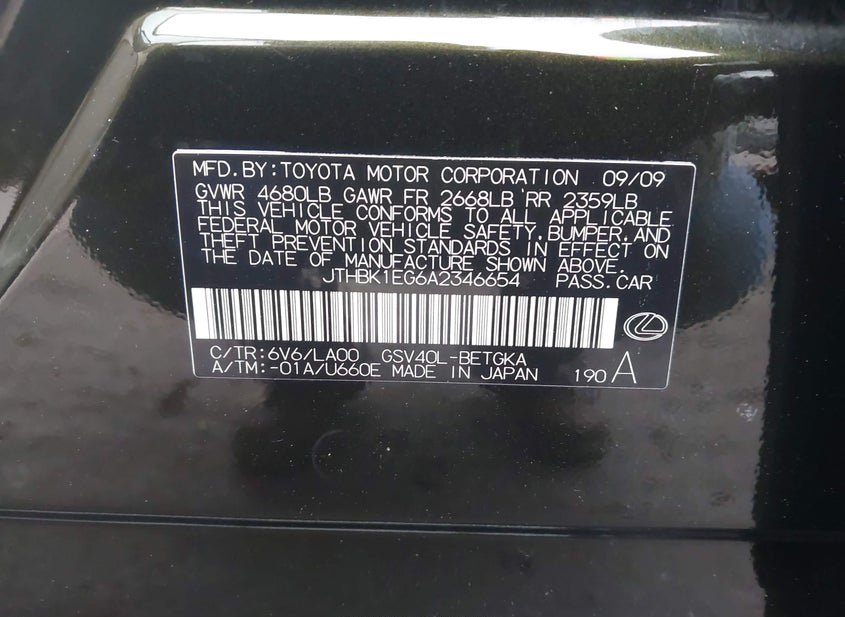 MFD.BY:TOYOTA MOTOR CORPORATION 09/09
GVWR 4680LB GAWR FR 2668LB RR 2359LB
THIS VEHICLE CONFORMS TO ALL APPLICABLE
FEDERAL MOTOR VEHICLE SAFETY,BUMPER,AND
THEFT PREVENTION STANDARDS IN EFFECT ON
THE DATE OF MANUFACTURE SHOWN ABOVE.
JTHBK1EG6A2346654 PASS.CAR
C/TR:6V6/LA00 GSV40L-BETGKA
A/TM:-01A/U660E MADE IN JAPAN 190 A